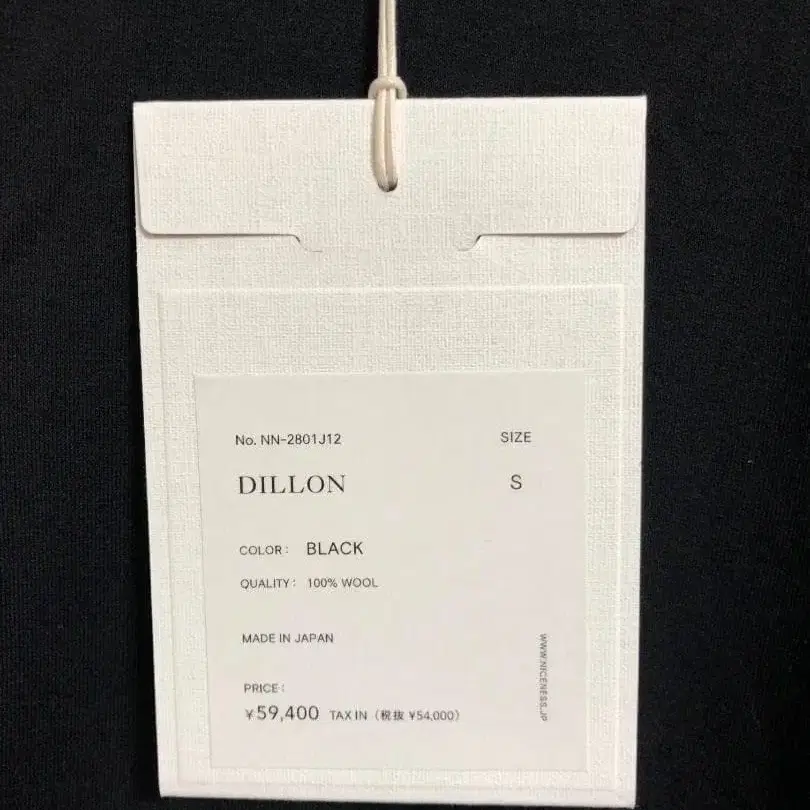 No. NN-2801J12
SIZE
DILLON
S
COLOR: BLACK
QUALITY: 100% WOOL
MADE IN JAPAN
PRICE:
¥59,400 TAX IN (税抜 ¥54,000)
WWW.NICENESS.JP